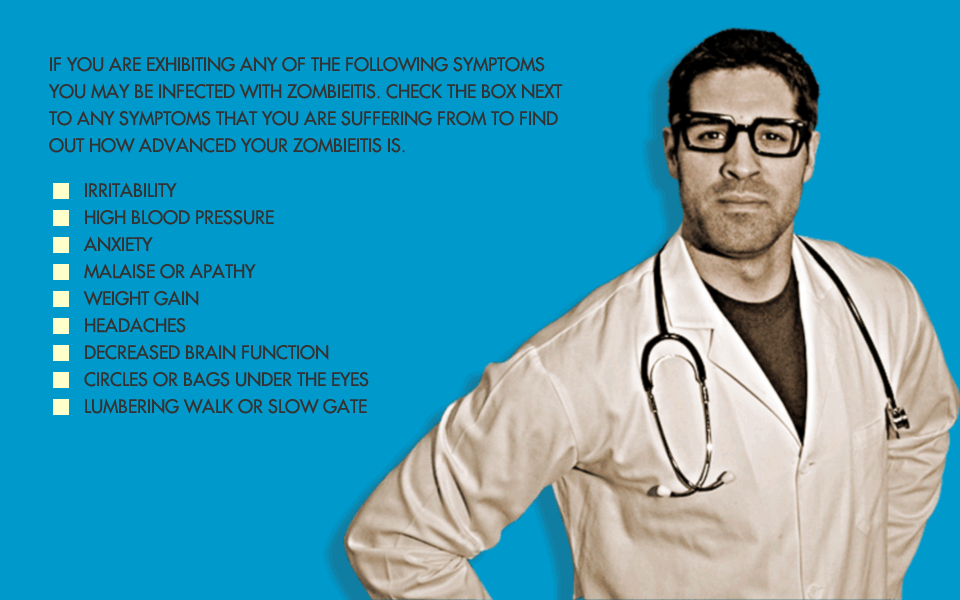 IF YOU ARE EXHIBITING ANY OF THE FOLLOWING SYMPTOMS
YOU MAY BE INFECTED WITH ZOMBIEITIS. CHECK THE BOX NEXT
TO ANY SYMPTOMS THAT YOU ARE SUFFERING FROM TO FIND
OUT HOW ADVANCED YOUR ZOMBIEITIS IS.
IRRITABILITY
HIGH BLOOD PRESSURE
ANXIETY
MALAISE OR APATHY
WEIGHT GAIN
HEADACHES
DECREASED BRAIN FUNCTION
CIRCLES OR BAGS UNDER THE EYES
LUMBERING WALK OR SLOW GATE